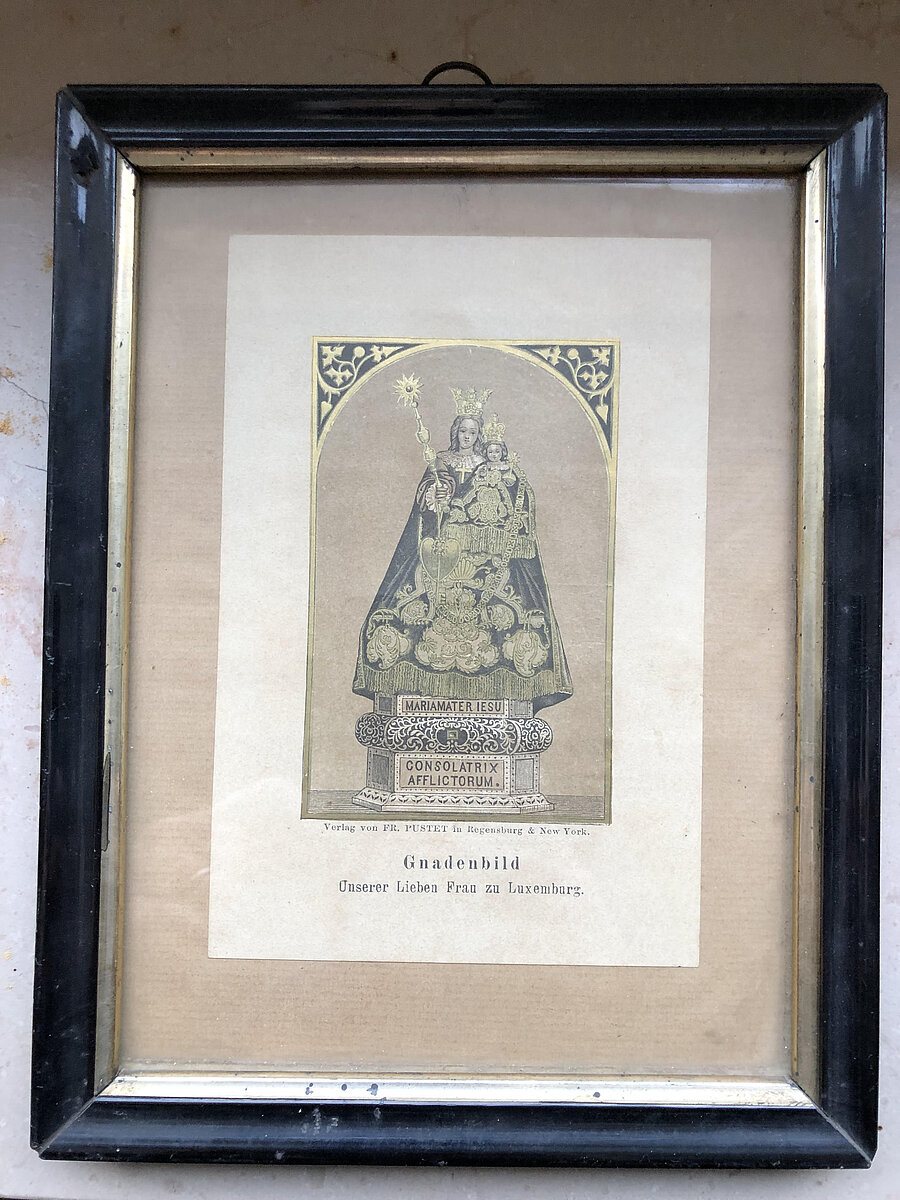 MARIA MATER IESU
CONSOLATRIX
AFFLICTORUM.
Verlag von FR. PUSTET in Regensburg & New York.
Gnadenbild
Unserer Lieben Frau zu Luxemburg.